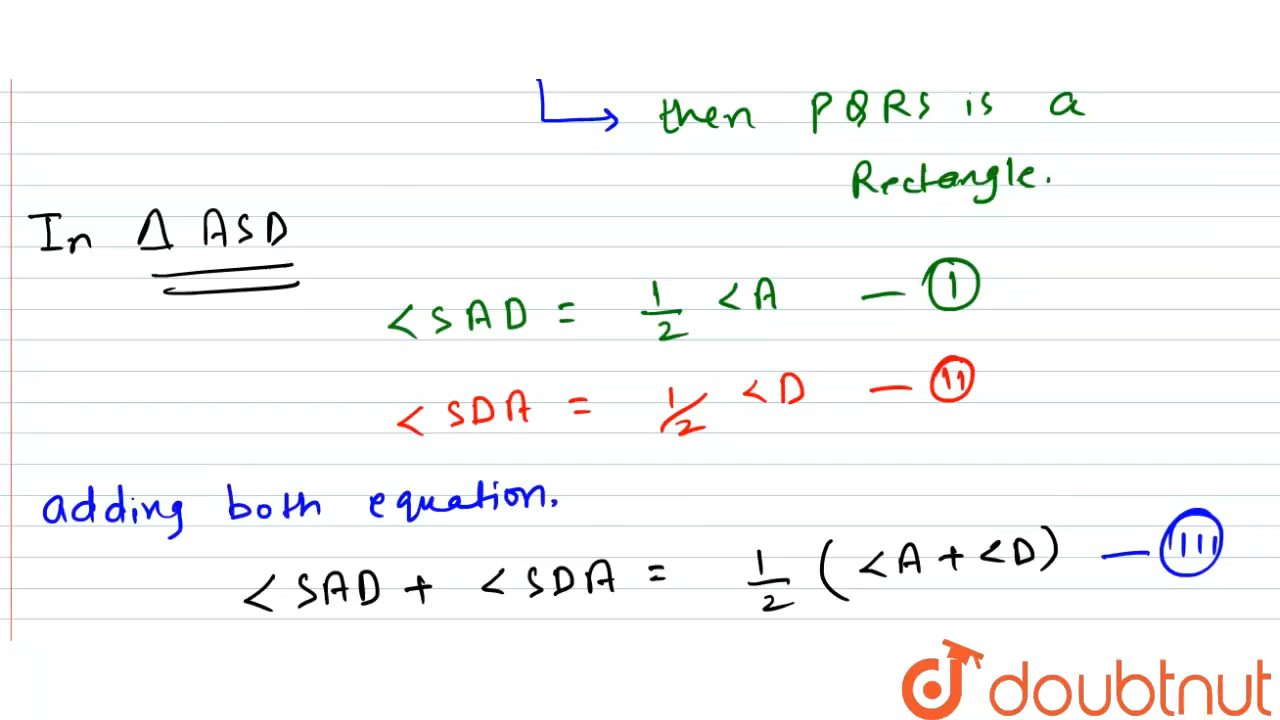 then PQRS is a
Rectangle.
In Δ ASD
<SAD = 1/2 <A — (I)
<SDA = 1/2 <D — (II)
adding both equation.
<SAD + <SDA = 1/2 (<A + <D) — (III)
doubtnut